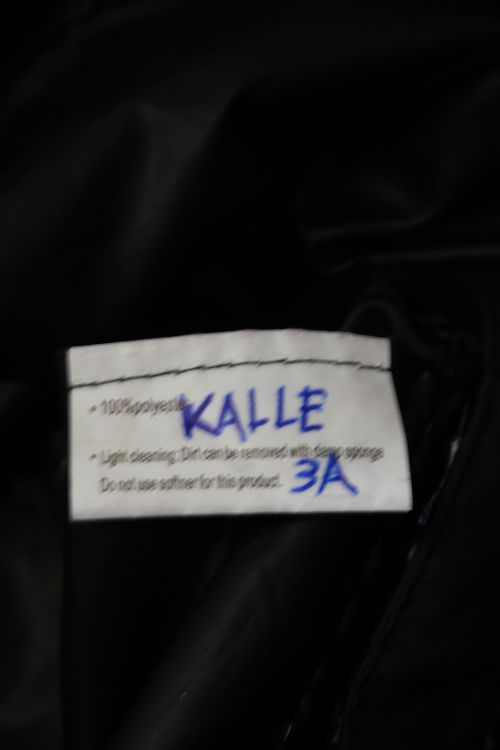 • 100%polyester KALLE
• Light cleaning: Dirt can be removed with damp sponge
Do not use softner for this product. 3A